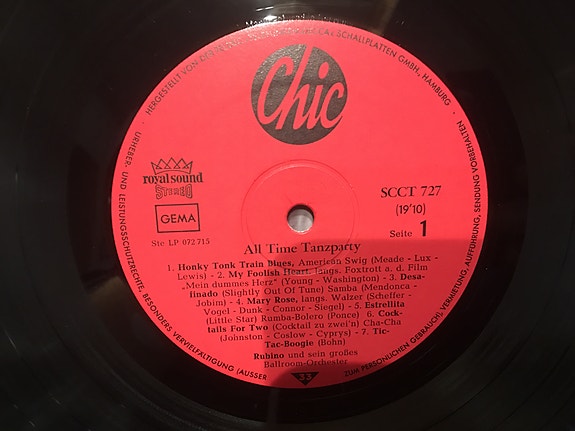 HERGESTELLT VON DER
SCHALLPLATTEN GMBH, HAMBURG
URHEBER- UND LEISTUNGSSCHUTZRECHTE, BESONDERS VERVIELFÄLTIGUNG (AUSSER
ZUM PERSÖNLICHEN GEBRAUCH), VERMIETUNG, AUFFÜHRUNG, SENDUNG VORBEHALTEN
Chic
royal sound
STEREO
GEMA
Ste. LP 072 715
SCCT 727
(19'10)
Seite 1
All Time Tanzparty
1. Honky Tonk Train Blues, American Swig (Meade - Lux -
Lewis) - 2. My Foolish Heart, langs. Foxtrott a. d. Film
„Mein dummes Herz" (Young - Washington) - 3. Desa-
finado (Slightly Out Of Tune) Samba (Mendonca -
Jobim) - 4. Mary Rose, langs. Walzer (Scheffer -
Vogel - Dunk - Connor - Siegel) - 5. Estrellita
(Little Star) Rumba-Bolero (Ponce) - 6. Cock-
tails For Two (Cocktail zu zwei'n) Cha-Cha
(Johnston - Coslow - Cyprys) - 7. Tic-
Tac-Boogie (Bohn)
Rubino und sein großes
Ballroom-Orchester
33